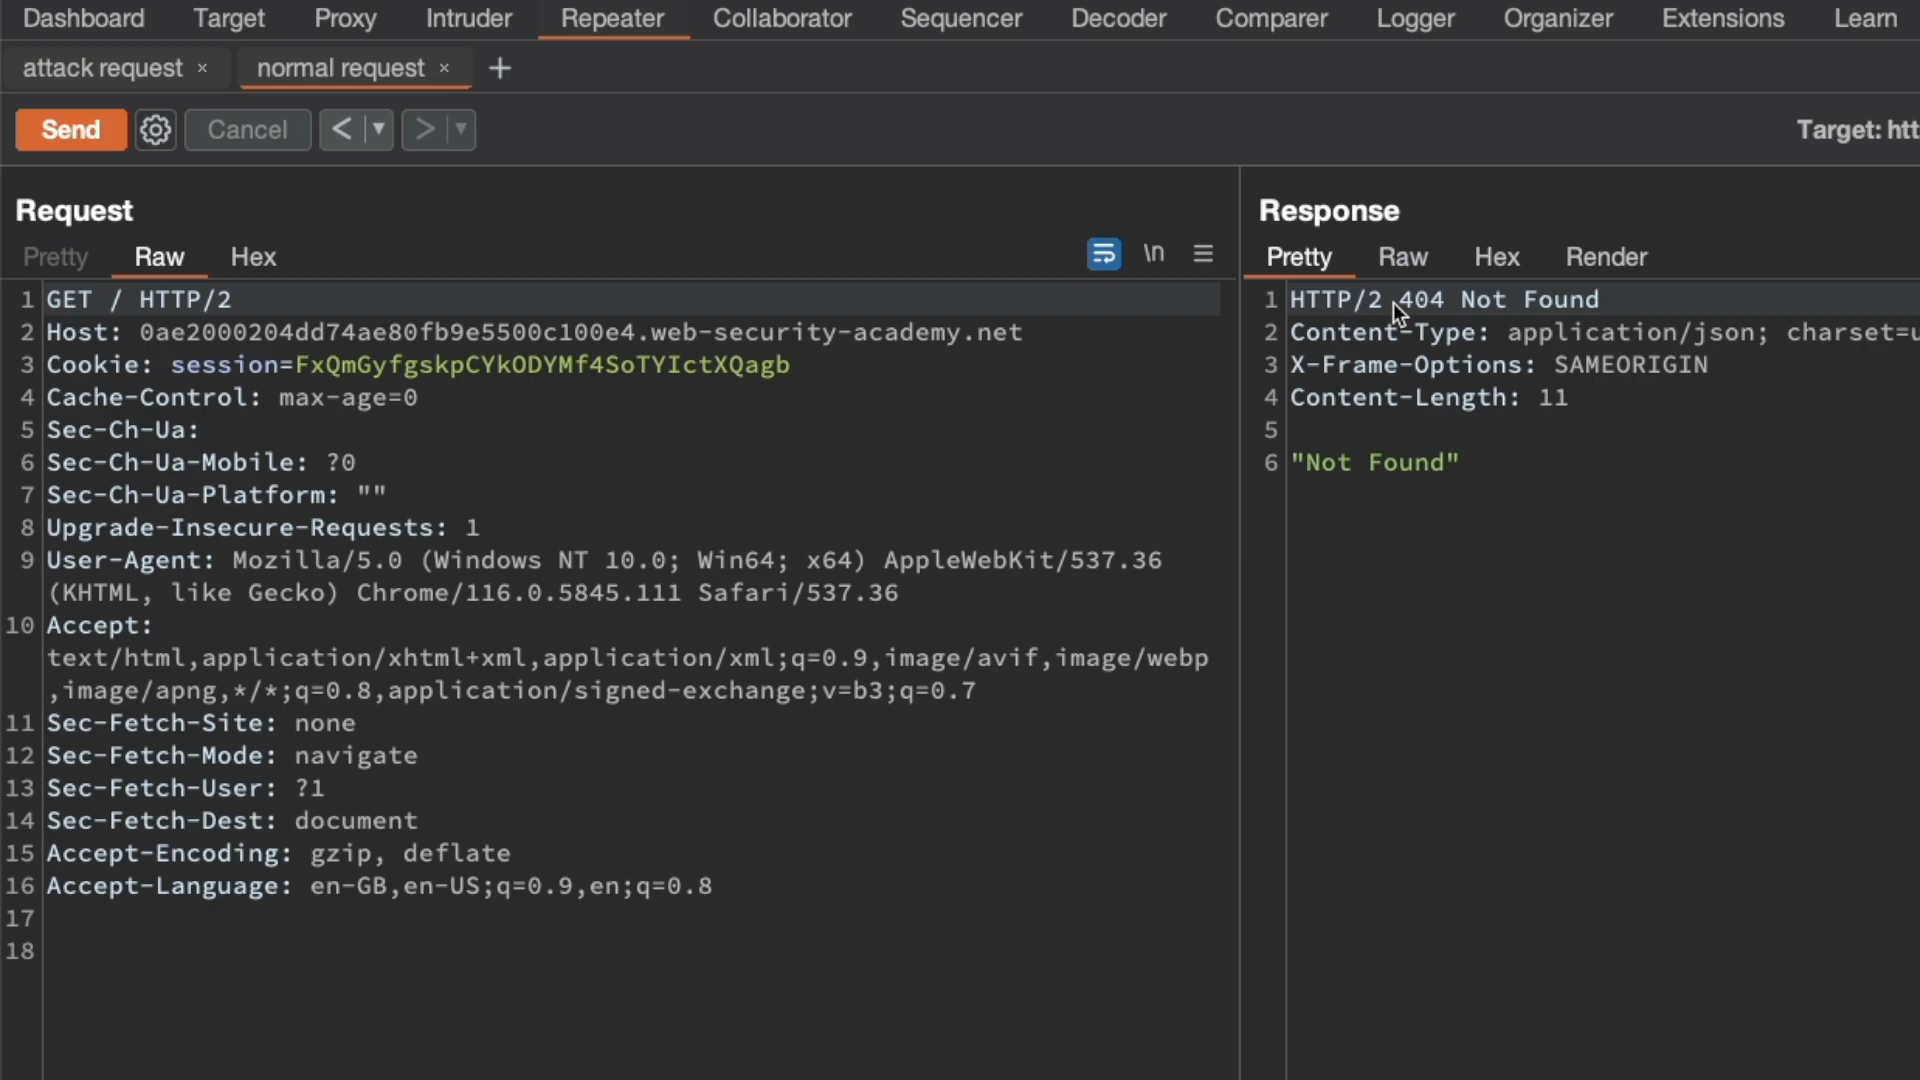 Dashboard Target Proxy Intruder Repeater Collaborator Sequencer Decoder Comparer Logger Organizer Extensions Learn
attack request × normal request × +
Send Cancel < ▼ > ▼ Target: htt
Request
Pretty Raw Hex \n
1 GET / HTTP/2
2 Host: 0ae2000204dd74ae80fb9e5500c100e4.web-security-academy.net
3 Cookie: session=FxQmGyfgskpCYkODYMf4SoTYIctXQagb
4 Cache-Control: max-age=0
5 Sec-Ch-Ua:
6 Sec-Ch-Ua-Mobile: ?0
7 Sec-Ch-Ua-Platform: ""
8 Upgrade-Insecure-Requests: 1
9 User-Agent: Mozilla/5.0 (Windows NT 10.0; Win64; x64) AppleWebKit/537.36
(KHTML, like Gecko) Chrome/116.0.5845.111 Safari/537.36
10 Accept:
text/html,application/xhtml+xml,application/xml;q=0.9,image/avif,image/webp
,image/apng,*/*;q=0.8,application/signed-exchange;v=b3;q=0.7
11 Sec-Fetch-Site: none
12 Sec-Fetch-Mode: navigate
13 Sec-Fetch-User: ?1
14 Sec-Fetch-Dest: document
15 Accept-Encoding: gzip, deflate
16 Accept-Language: en-GB,en-US;q=0.9,en;q=0.8
17
18
Response
Pretty Raw Hex Render
1 HTTP/2 404 Not Found
2 Content-Type: application/json; charset=u
3 X-Frame-Options: SAMEORIGIN
4 Content-Length: 11
5
6 "Not Found"